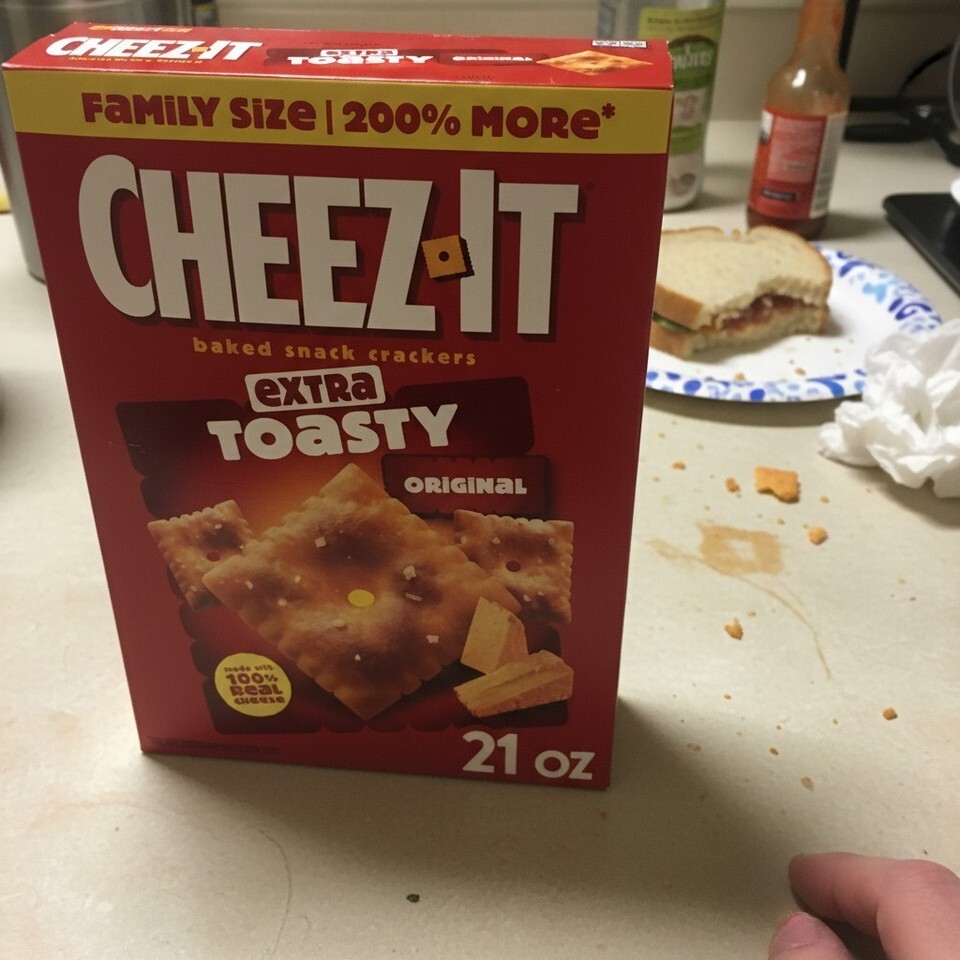 CHEEZ-IT
EXTRA
TOASTY
ORIGINAL
FAMILY SIZE | 200% MORE*
CHEEZ-IT
baked snack crackers
EXTRA
TOASTY
ORIGINAL
made with
100%
REAL
CHEESE
21 OZ